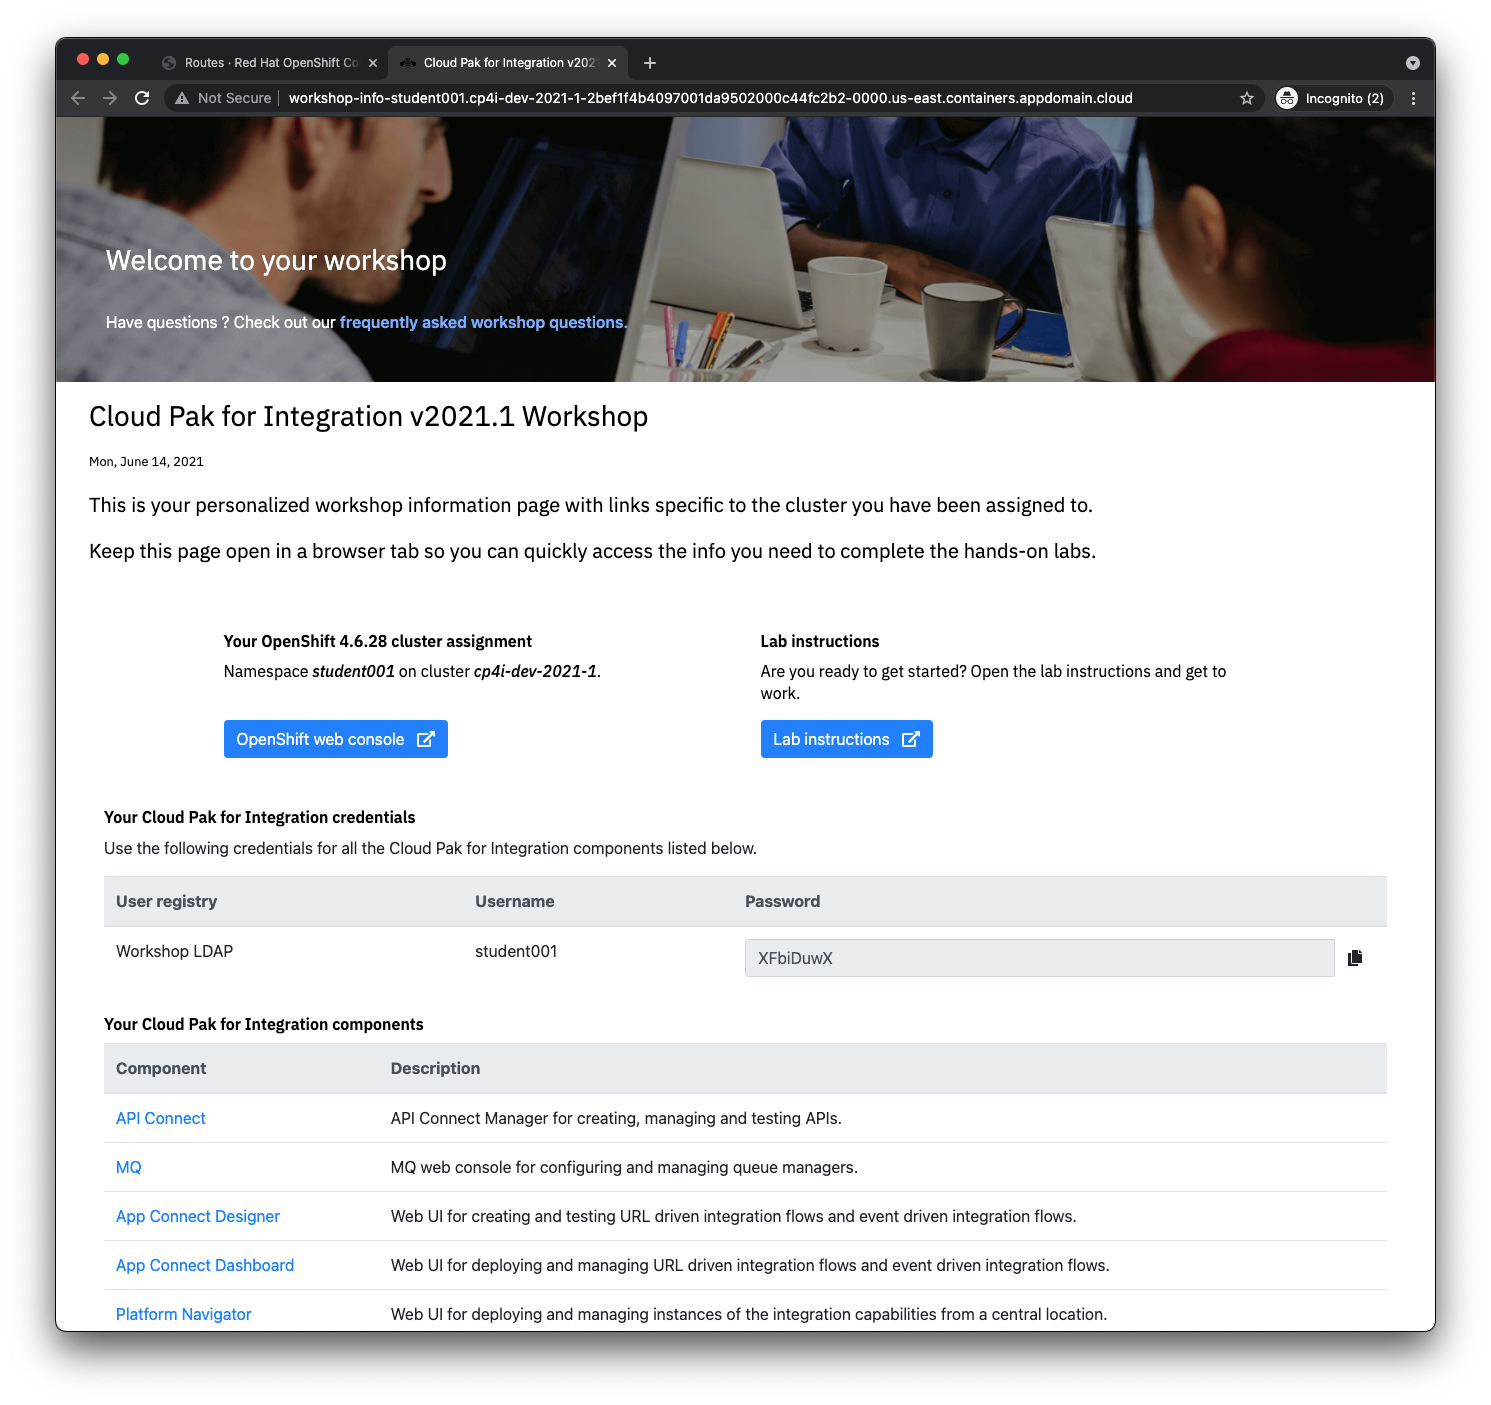 Routes · Red Hat OpenShift Co
Cloud Pak for Integration v202
Not Secure
workshop-info-student001.cp4i-dev-2021-1-2bef1f4b4097001da9502000c44fc2b2-0000.us-east.containers.appdomain.cloud
Incognito (2)
Welcome to your workshop
Have questions ? Check out our frequently asked workshop questions.
Cloud Pak for Integration v2021.1 Workshop
Mon, June 14, 2021
This is your personalized workshop information page with links specific to the cluster you have been assigned to.
Keep this page open in a browser tab so you can quickly access the info you need to complete the hands-on labs.
Your OpenShift 4.6.28 cluster assignment
Namespace student001 on cluster cp4i-dev-2021-1.
OpenShift web console
Lab instructions
Are you ready to get started? Open the lab instructions and get to
work.
Lab instructions
Your Cloud Pak for Integration credentials
Use the following credentials for all the Cloud Pak for Integration components listed below.
User registry Username Password
Workshop LDAP student001 XFbiDuwX
Your Cloud Pak for Integration components
Component Description
API Connect API Connect Manager for creating, managing and testing APIs.
MQ MQ web console for configuring and managing queue managers.
App Connect Designer Web UI for creating and testing URL driven integration flows and event driven integration flows.
App Connect Dashboard Web UI for deploying and managing URL driven integration flows and event driven integration flows.
Platform Navigator Web UI for deploying and managing instances of the integration capabilities from a central location.